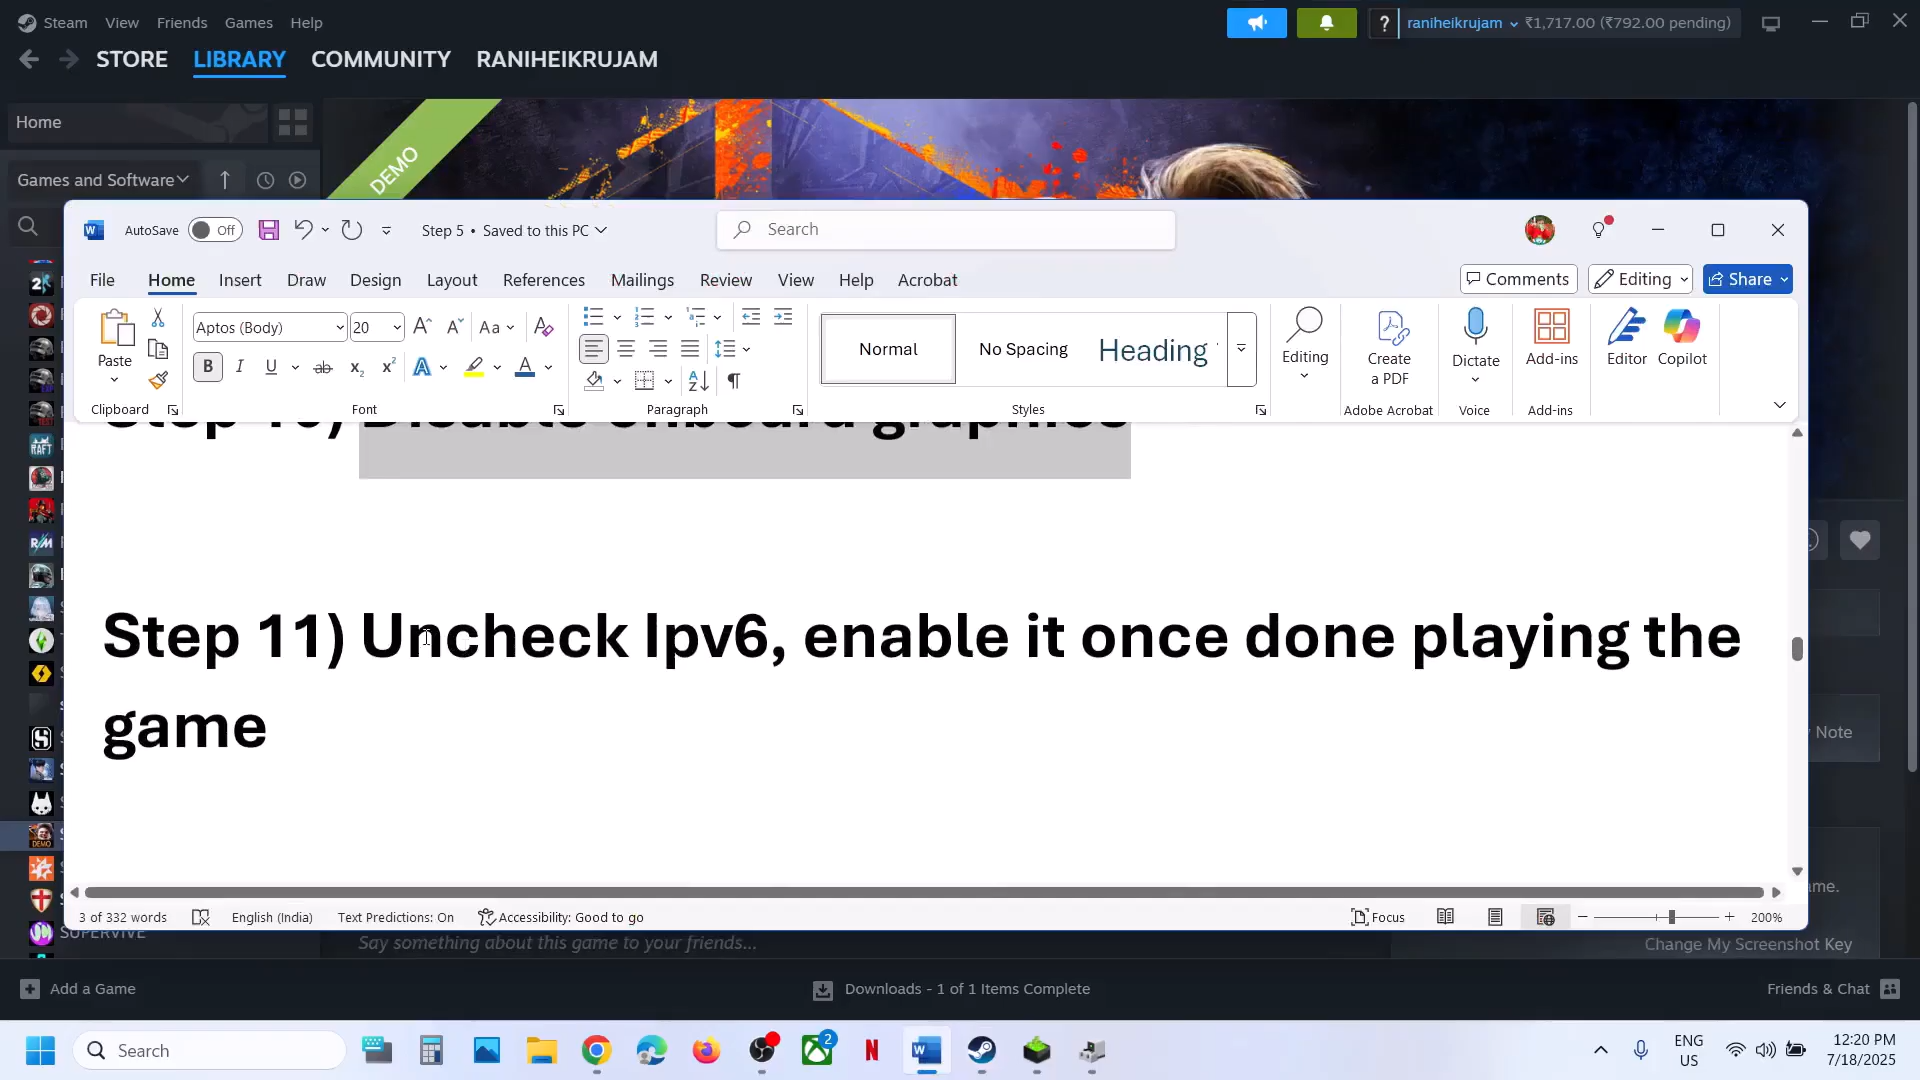 Steam View Friends Games Help
raniheikrujam ₹1,717.00 (₹792.00 pending)
STORE LIBRARY COMMUNITY RANIHEIKRUJAM
Home
DEMO
Games and Software
AutoSave Off Step 5 • Saved to this PC Search
File Home Insert Draw Design Layout References Mailings Review View Help Acrobat Comments Editing Share
Paste Aptos (Body) 20 Normal No Spacing Heading Editing Create a PDF Dictate Add-ins Editor Copilot
Clipboard Font Paragraph Styles Adobe Acrobat Voice Add-ins
Step 10) Disable onboard graphics
Step 11) Uncheck Ipv6, enable it once done playing the
game
Note
3 of 332 words English (India) Text Predictions: On Accessibility: Good to go Focus 200%
SUPERVIVE
Say something about this game to your friends...
Change My Screenshot Key
Add a Game Downloads - 1 of 1 Items Complete Friends & Chat
Search ENG US 12:20 PM 7/18/2025